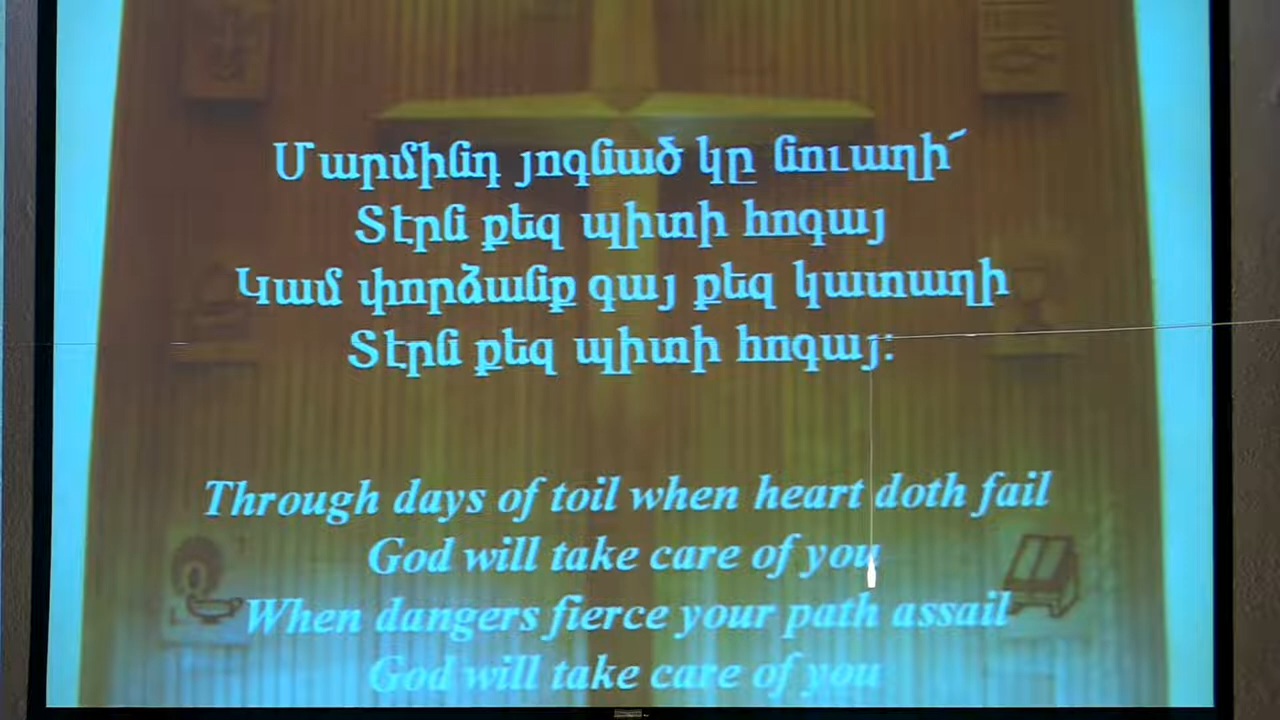 Մարմինդ յոգնած կը նուաղի՜
Տէրն քեզ պիտի հոգայ
Կամ փորձանք գայ քեզ կատաղի
Տէրն քեզ պիտի հոգայ:
Through days of toil when heart doth fail
God will take care of you
When dangers fierce your path assail
God will take care of you